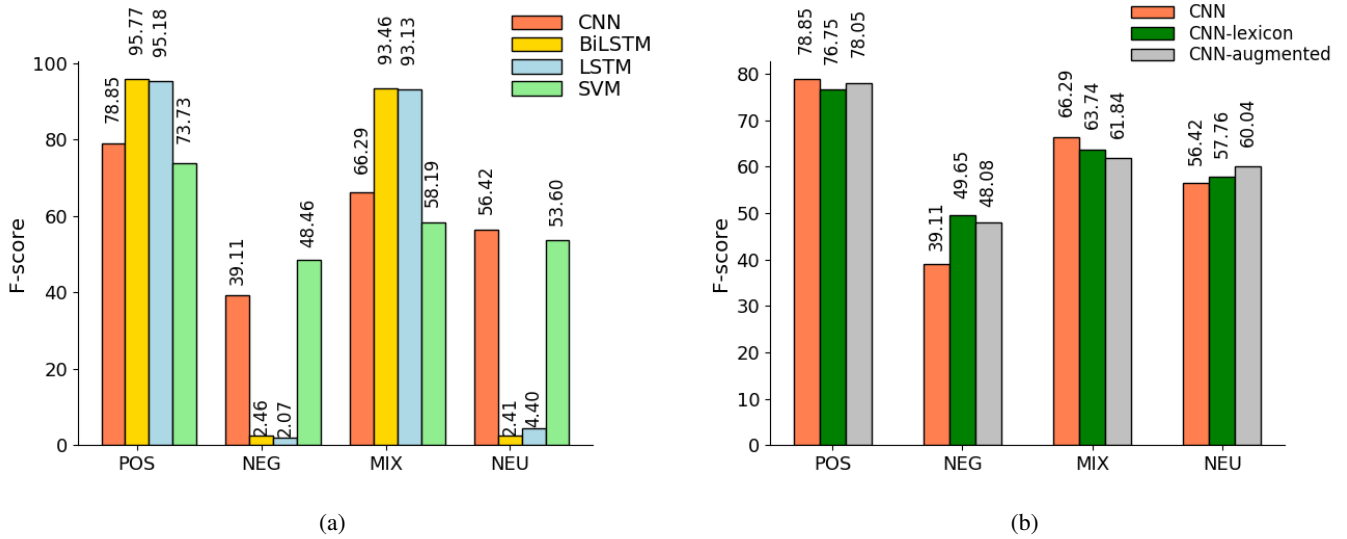 CNN
BiLSTM
LSTM
SVM
F-score
100
80
60
40
20
0
78.85
95.77
95.18
73.73
39.11
2.46
2.07
48.46
66.29
93.46
93.13
58.19
56.42
2.41
4.40
53.60
POS
NEG
MIX
NEU
(a)
CNN
CNN-lexicon
CNN-augmented
F-score
80
70
60
50
40
30
20
10
0
78.85
76.75
78.05
39.11
49.65
48.08
66.29
63.74
61.84
56.42
57.76
60.04
POS
NEG
MIX
NEU
(b)